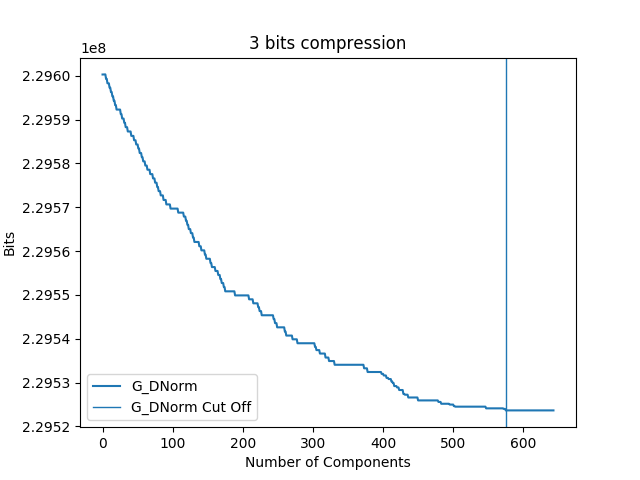 3 bits compression
1e8
2.2960
2.2959
2.2958
2.2957
2.2956
2.2955
2.2954
2.2953
2.2952
Bits
G_DNorm
G_DNorm Cut Off
0 100 200 300 400 500 600
Number of Components